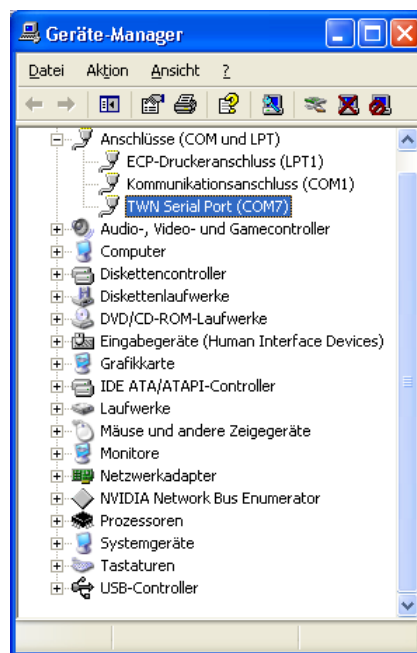 Geräte-Manager
Datei Aktion Ansicht ?
Anschlüsse (COM und LPT)
ECP-Druckeranschluss (LPT1)
Kommunikationsanschluss (COM1)
TWN Serial Port (COM7)
Audio-, Video- und Gamecontroller
Computer
Diskettencontroller
Diskettenlaufwerke
DVD/CD-ROM-Laufwerke
Eingabegeräte (Human Interface Devices)
Grafikkarte
IDE ATA/ATAPI-Controller
Laufwerke
Mäuse und andere Zeigegeräte
Monitore
Netzwerkadapter
NVIDIA Network Bus Enumerator
Prozessoren
Systemgeräte
Tastaturen
USB-Controller